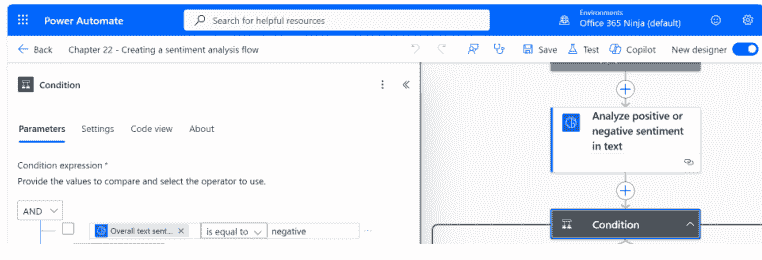 Power Automate
Search for helpful resources
Environments
Office 365 Ninja (default)
Back
Chapter 22 - Creating a sentiment analysis flow
Save
Test
Copilot
New designer
Condition
Parameters
Settings
Code view
About
Condition expression *
Provide the values to compare and select the operator to use.
AND
Overall text sent... ×
is equal to
negative
...
Analyze positive or
negative sentiment
in text
Condition